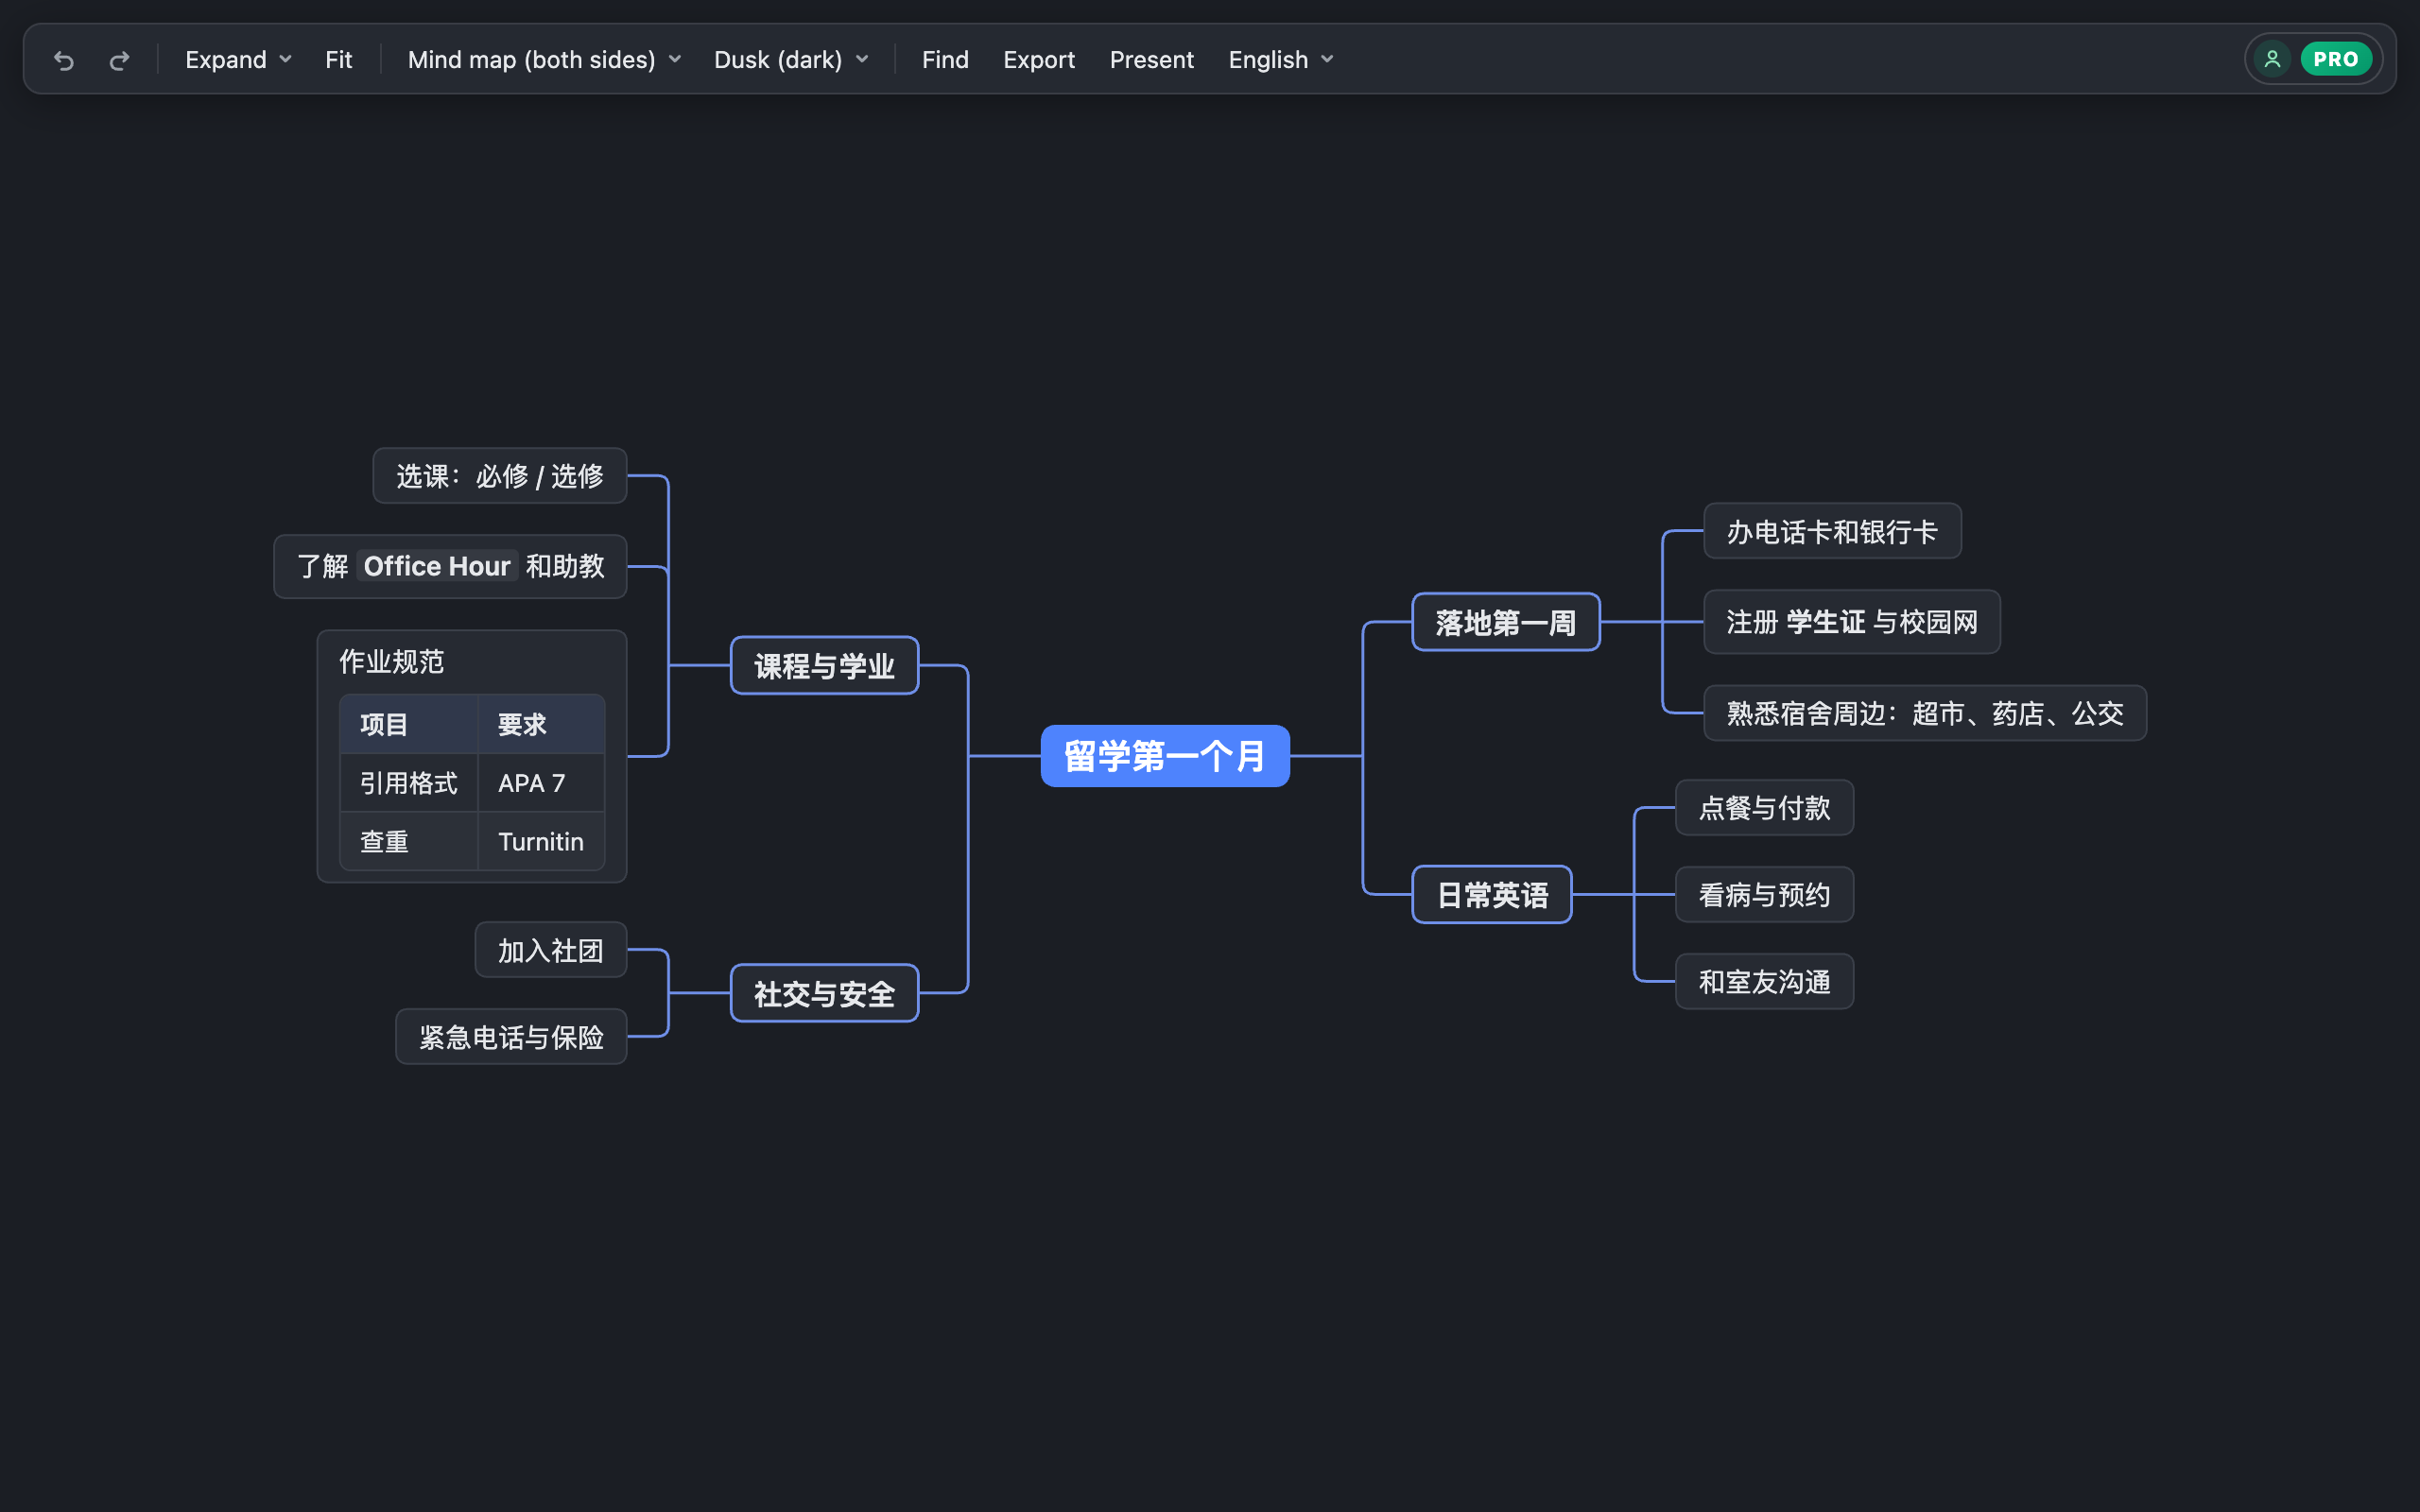 Expand
Fit
Mind map (both sides)
Dusk (dark)
Find
Export
Present
English
PRO
留学第一个月
落地第一周
办电话卡和银行卡
注册 学生证 与校园网
熟悉宿舍周边：超市、药店、公交
日常英语
点餐与付款
看病与预约
和室友沟通
课程与学业
选课：必修 / 选修
了解 Office Hour 和助教
作业规范
项目 要求
引用格式 APA 7
查重 Turnitin
社交与安全
加入社团
紧急电话与保险